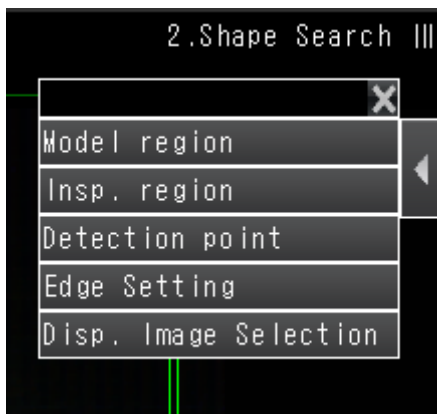 2.Shape Search
Model region
Insp. region
Detection point
Edge Setting
Disp. Image Selection